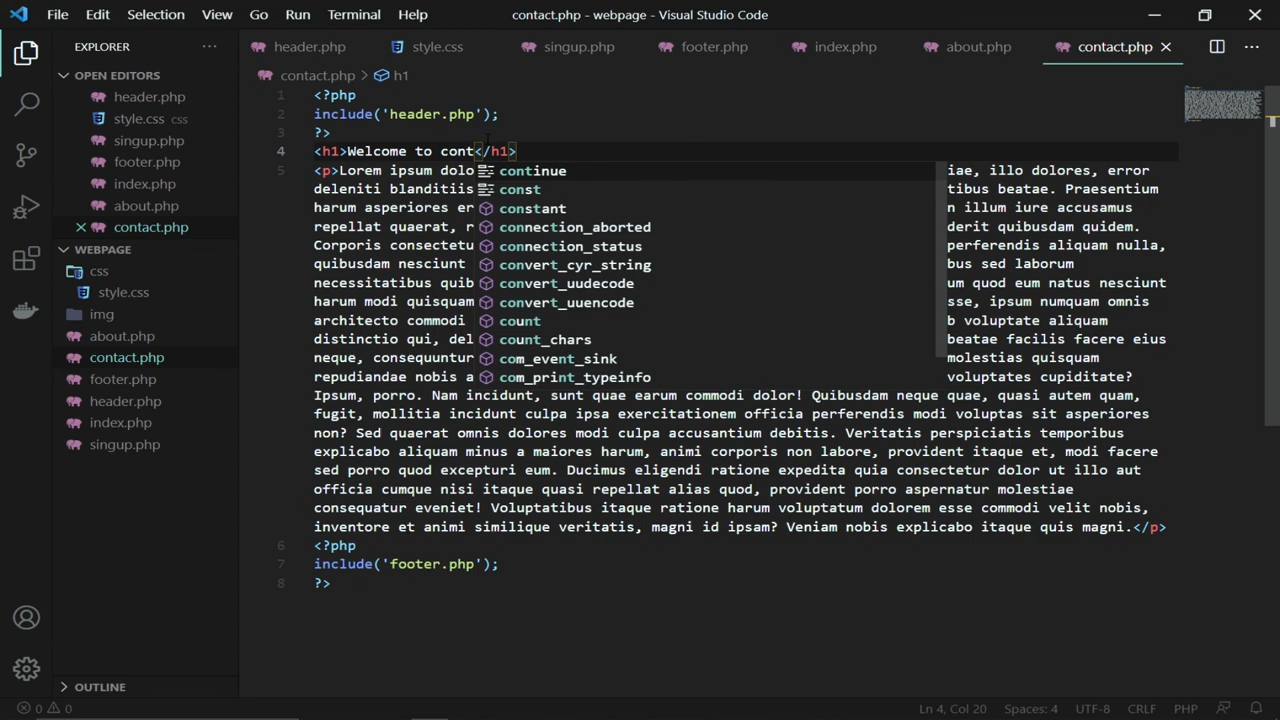 File Edit Selection View Go Run Terminal Help
contact.php - webpage - Visual Studio Code
EXPLORER
OPEN EDITORS
header.php
style.css css
singup.php
footer.php
index.php
about.php
contact.php
WEBPAGE
css
style.css
img
about.php
contact.php
footer.php
header.php
index.php
singup.php
OUTLINE
header.php style.css singup.php footer.php index.php about.php contact.php
contact.php > h1
1 <?php
2 include('header.php');
3 ?>
4 <h1>Welcome to cont</h1>
5 <p>Lorem ipsum dolo iae, illo dolores, error
deleniti blanditiis tibus beatae. Praesentium
harum asperiores er n illum iure accusamus
repellat quaerat, r derit quibusdam quidem.
Corporis consectetu perferendis aliquam nulla,
quibusdam nesciunt bus sed laborum
necessitatibus quib um quod eum natus nesciunt
harum modi quisquam sse, ipsum numquam omnis
architecto commodi b voluptate aliquam
distinctio qui, del beatae facilis facere eius
neque, consequuntur molestias quisquam
repudiandae nobis a voluptates cupiditate?
Ipsum, porro. Nam incidunt, sunt quae earum commodi dolor! Quibusdam neque quae, quasi autem quam,
fugit, mollitia incidunt culpa ipsa exercitationem officia perferendis modi voluptas sit asperiores
non? Sed quaerat omnis dolores modi culpa accusantium debitis. Veritatis perspiciatis temporibus
explicabo aliquam minus a maiores harum, animi corporis non labore, provident itaque et, modi facere
sed porro quod excepturi eum. Ducimus eligendi ratione expedita quia consectetur dolor ut illo aut
officia cumque nisi itaque quasi repellat alias quod, provident porro aspernatur molestiae
consequatur eveniet! Voluptatibus itaque ratione harum voluptatum dolorem esse commodi velit nobis,
inventore et animi similique veritatis, magni id ipsam? Veniam nobis explicabo itaque quis magni.</p>
6 <?php
7 include('footer.php');
8 ?>
continue
const
constant
connection_aborted
connection_status
convert_cyr_string
convert_uudecode
convert_uuencode
count
count_chars
com_event_sink
com_print_typeinfo
0 0
Ln 4, Col 20 Spaces: 4 UTF-8 CRLF PHP